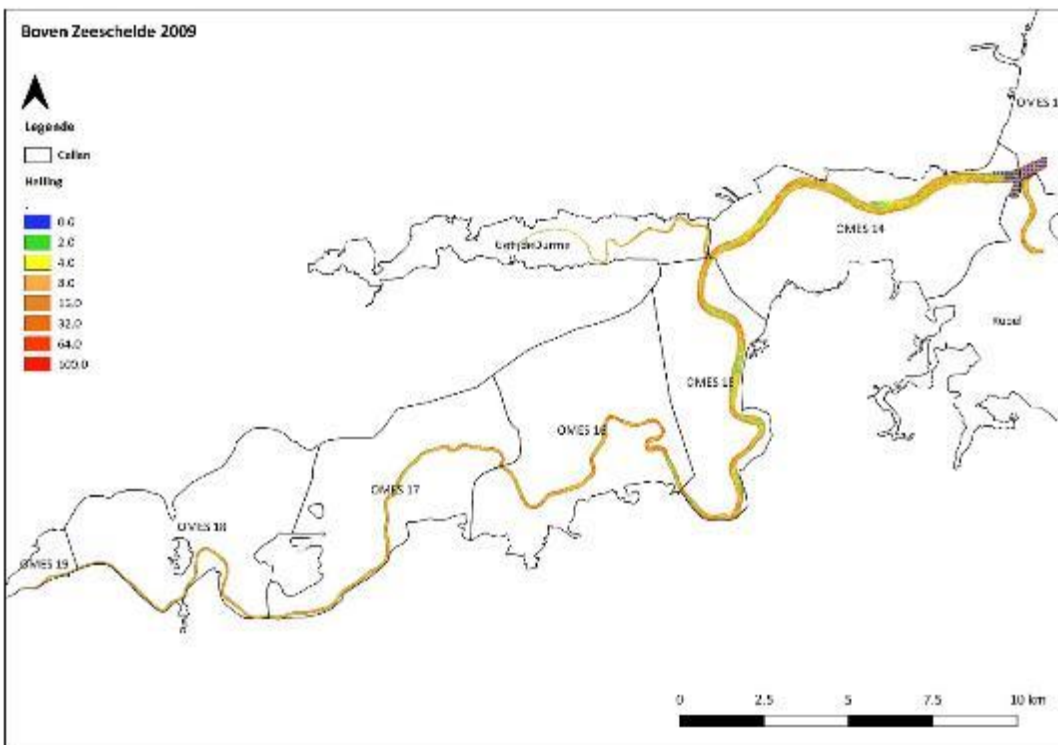 Boven Zeeschelde 2009
Legende
Cellen
Helling
0.0
2.0
4.0
8.0
32.0
64.0
100.0
OMES 1
OMES 14
Rupel
OMES 15
OMES 16
OMES 17
OMES 18
OMES 19
0 2.5 5 7.5 10 km